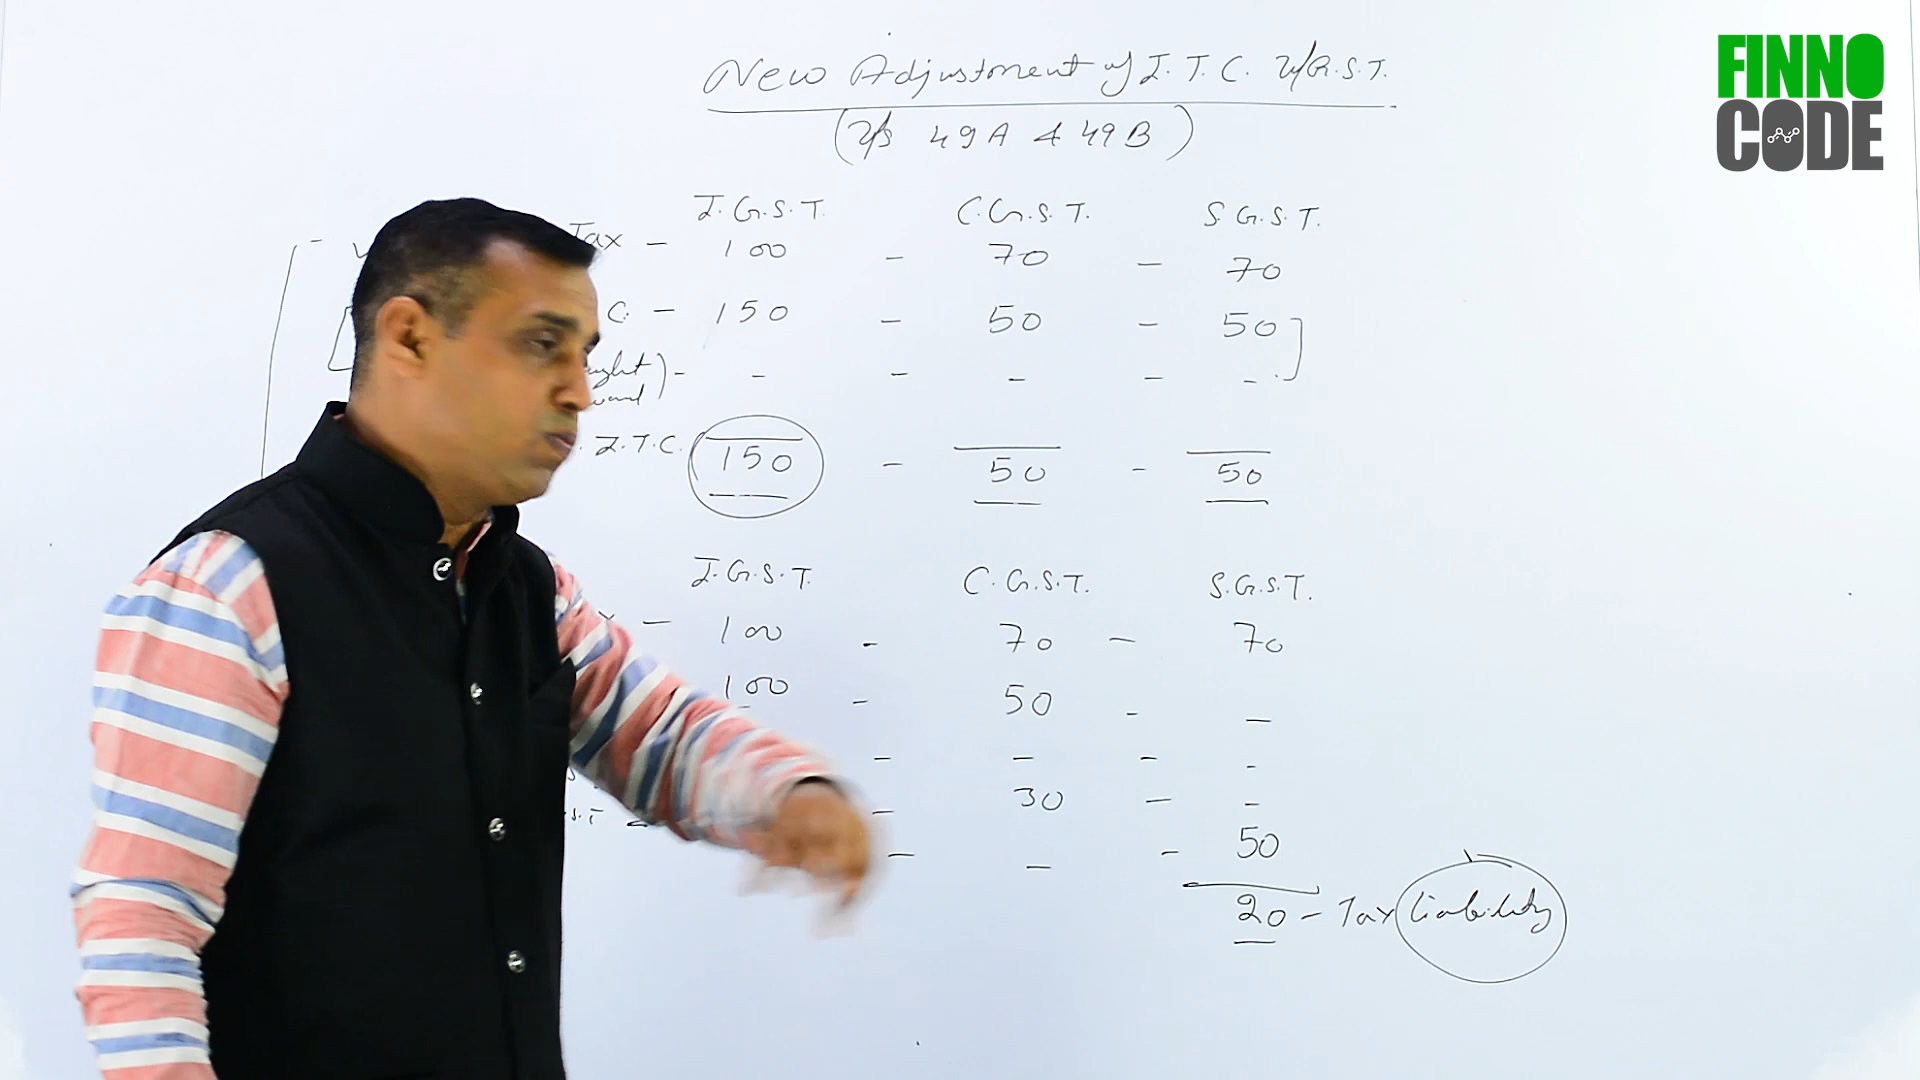 FINNO
CODE
New Adjustment of I.T.C. u/G.S.T.
(u/s 49A & 49B)
I.G.S.T. C.G.S.T. S.G.S.T.
Tax - 100 - 70 - 70
C. - 150 - 50 - 50
- - - - - -
I.T.C. 150 - 50 - 50
I.G.S.T. C.G.S.T. S.G.S.T.
- 100 - 70 - 70
100 - 50 - -
- - - -
- 30 - -
- - - 50
20 - Tax Liability